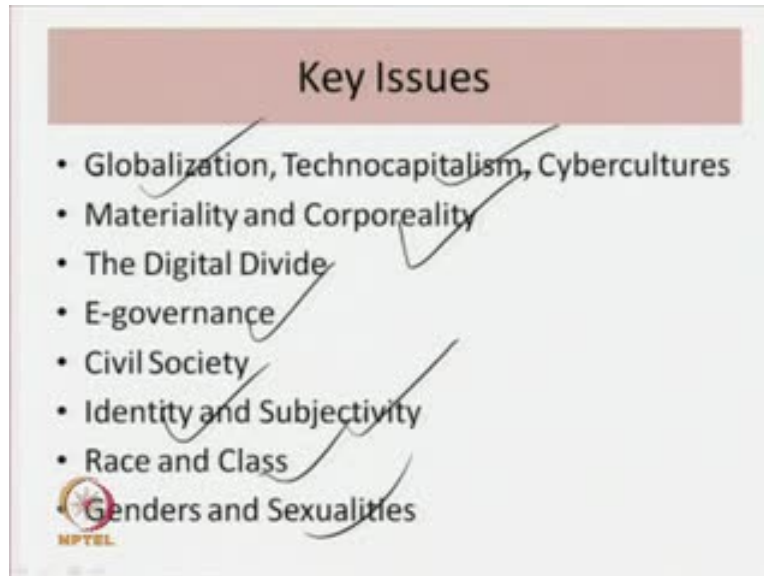 Key Issues
• Globalization, Technocapitalism, Cybercultures
• Materiality and Corporeality
• The Digital Divide
• E-governance
• Civil Society
• Identity and Subjectivity
• Race and Class
• Genders and Sexualities
NPTEL